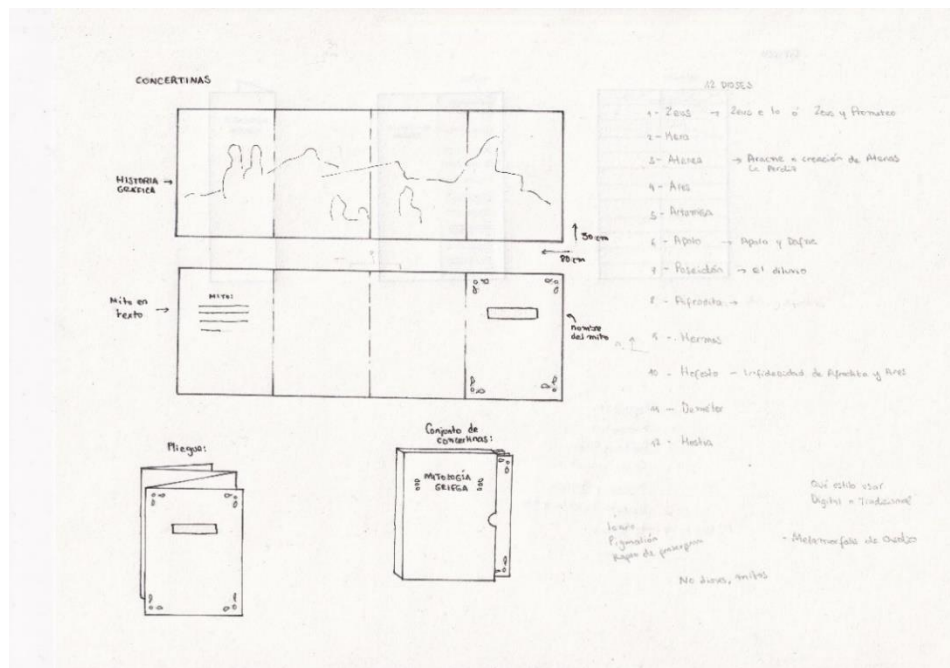 CONCERTINAS
HISTORIA
GRÁFICA →
↑ 30 cm
←
80 cm
Mito en
texto →
MITO:
nombre
del mito
Pliegue:
Conjunto de
concertinas:
MITOLOGÍA
GRIEGA
12 DIOSES
1 - Zeus → Zeus e Io o Zeus y Prometeo
2 - Hera
3 - Atenea → Aracne o creación de Atenas
4 - Ares
5 - Artemisa
6 - Apolo → Apolo y Dafne
7 - Poseidón → El diluvio
8 - Afrodita →
9 - Hermes
10 - Hefesto - Infidelidad de Afrodita y Ares
11 - Deméter
12 - Hestia
Qué estilo usar
Digital o Tradicional
Pigmalión
- Metamorfosis de Ovidio
No dioses, mitos